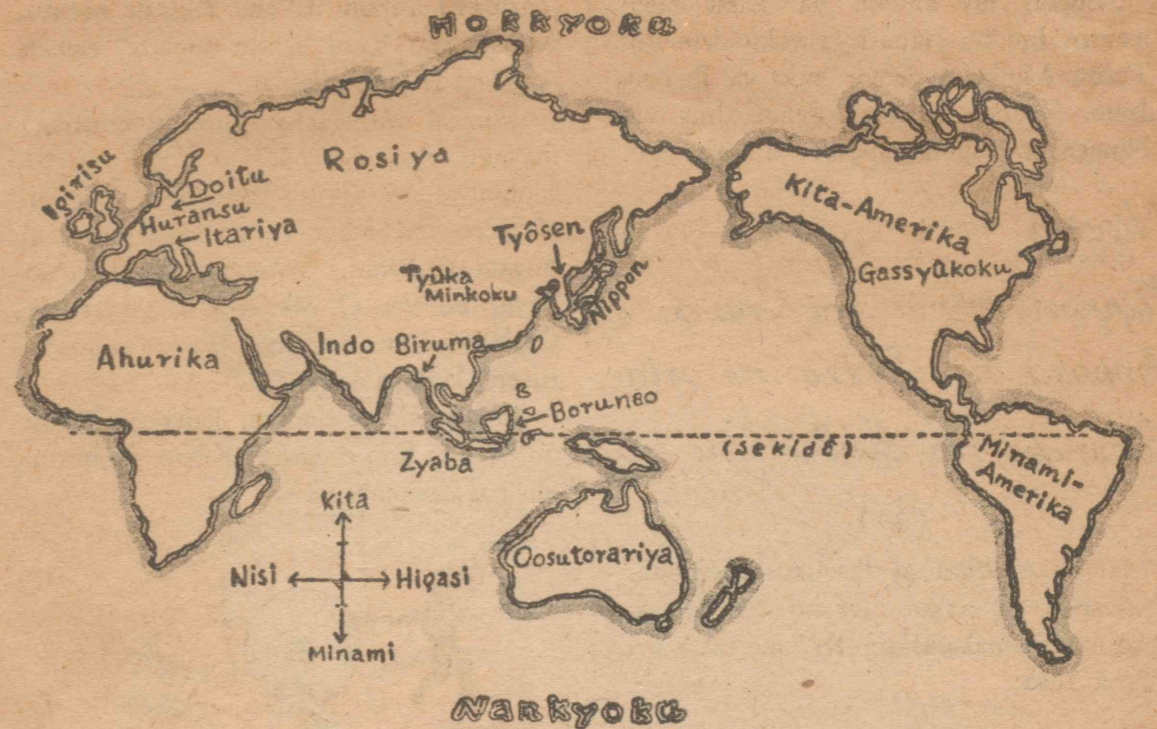 Hokkyoku
Rosiya
Igirisu
Doitu
Huransu
Itariya
Tyôsen
Tyûka
Minkoku
Nippon
Kita-Amerika
Gassyûkoku
Ahurika
Indo
Biruma
Boruneo
(sekidô)
Zyaba
Minami-
Amerika
Oosutorariya
Kita
Nisi
Higasi
Minami
Nankyoku